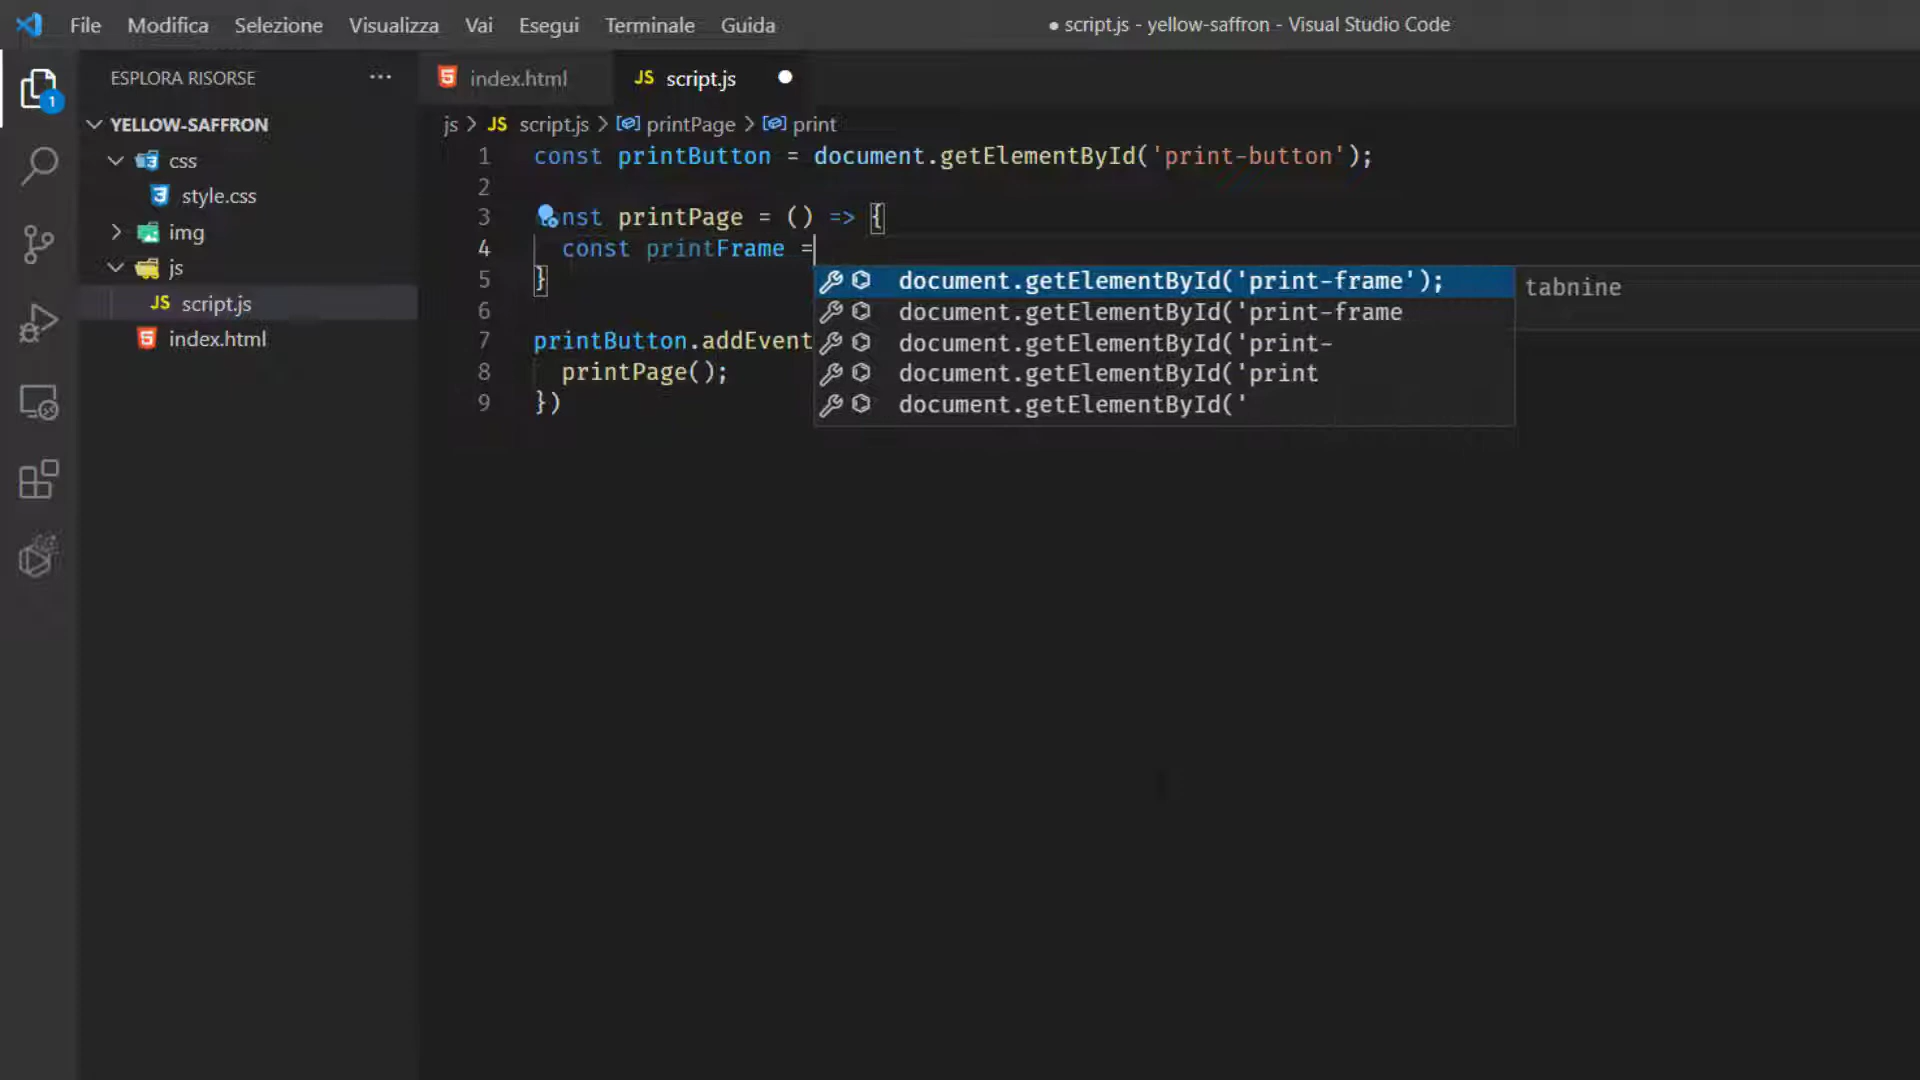 File Modifica Selezione Visualizza Vai Esegui Terminale Guida ● script.js - yellow-saffron - Visual Studio Code
ESPLORA RISORSE ...
index.html
JS script.js
1
YELLOW-SAFFRON
css
style.css
img
js
JS script.js
index.html
js > JS script.js > printPage > print
1 const printButton = document.getElementById('print-button');
2
3 nst printPage = () => {
4 const printFrame =
5 }
6
7 printButton.addEvent
8 printPage();
9 })
document.getElementById('print-frame');
document.getElementById('print-frame
document.getElementById('print-
document.getElementById('print
document.getElementById('
tabnine